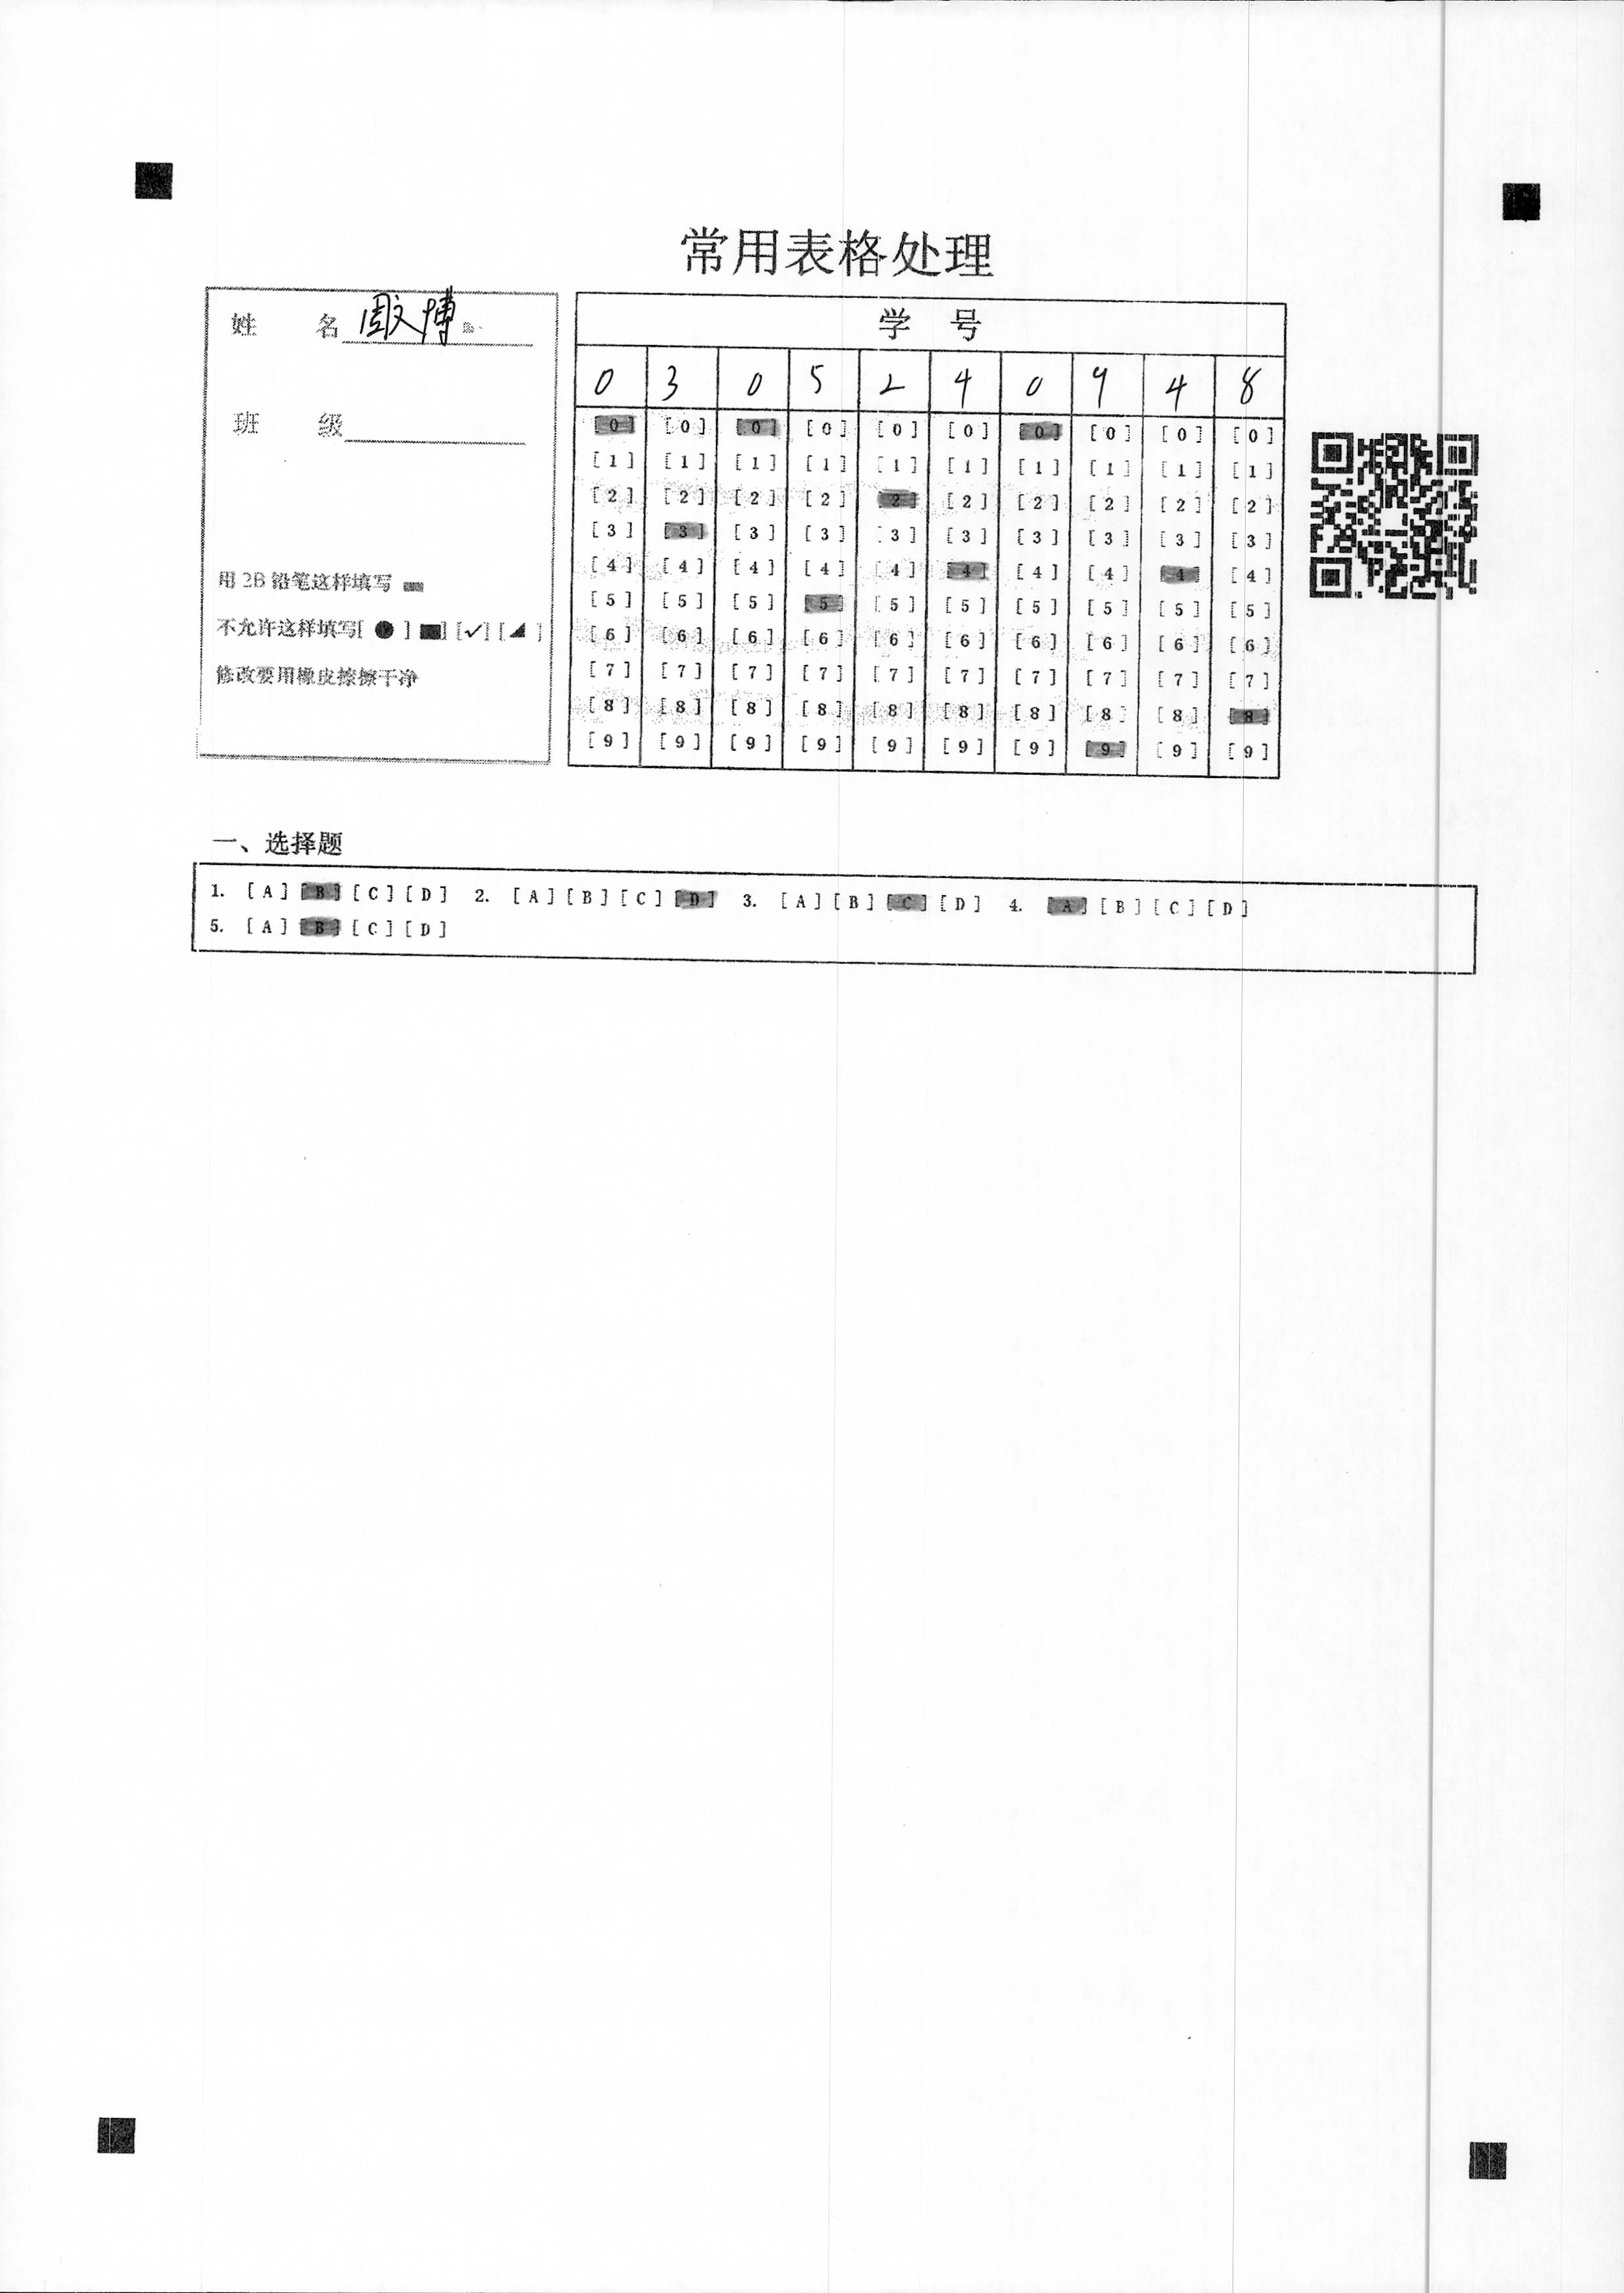 常用表格处理
姓 名 周文博
班 级
用 2B 铅笔这样填写
不允许这样填写[ ● ] ■] [✓] [◢ ]
修改要用橡皮擦擦干净
学 号
0 3 0 5 2 4 0 9 4 8
[0] [0] [0] [0] [0] [0] [0] [0] [0] [0]
[1] [1] [1] [1] [1] [1] [1] [1] [1] [1]
[2] [2] [2] [2] [2] [2] [2] [2] [2] [2]
[3] [3] [3] [3] [3] [3] [3] [3] [3] [3]
[4] [4] [4] [4] [4] [4] [4] [4] [4] [4]
[5] [5] [5] [5] [5] [5] [5] [5] [5] [5]
[6] [6] [6] [6] [6] [6] [6] [6] [6] [6]
[7] [7] [7] [7] [7] [7] [7] [7] [7] [7]
[8] [8] [8] [8] [8] [8] [8] [8] [8] [8]
[9] [9] [9] [9] [9] [9] [9] [9] [9] [9]
一、选择题
1. [A] [B] [C] [D] 2. [A] [B] [C] [D] 3. [A] [B] [C] [D] 4. [A] [B] [C] [D]
5. [A] [B] [C] [D]